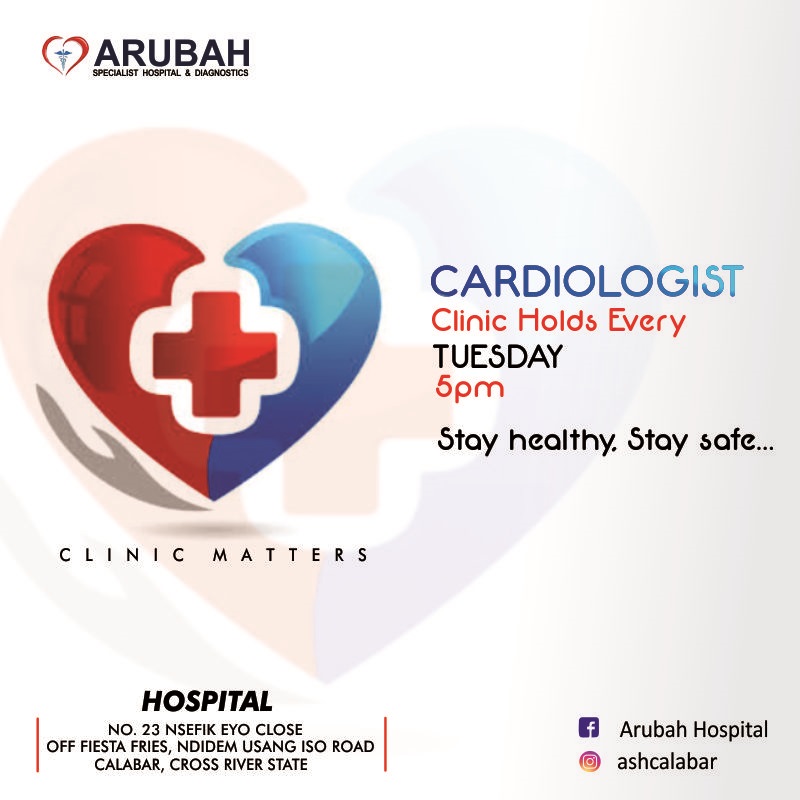 ARUBAH
SPECIALIST HOSPITAL & DIAGNOSTICS
CARDIOLOGIST
Clinic Holds Every
TUESDAY
5pm
Stay healthy, Stay safe...
CLINIC MATTERS
HOSPITAL
NO. 23 NSEFIK EYO CLOSE
OFF FIESTA FRIES, NDIDEM USANG ISO ROAD
CALABAR, CROSS RIVER STATE
Arubah Hospital
ashcalabar